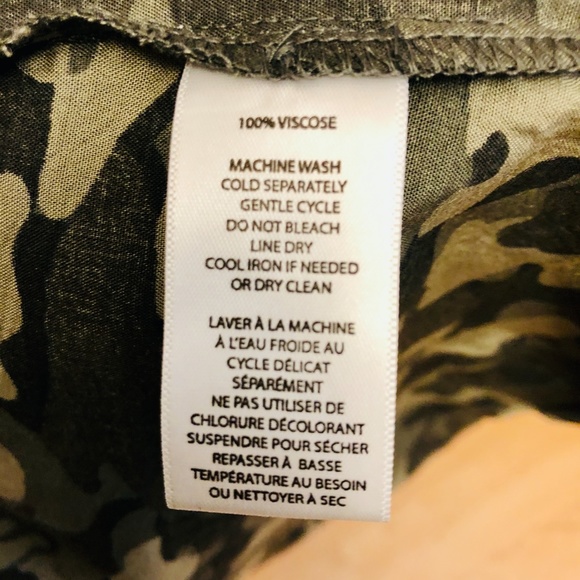 100% VISCOSE
MACHINE WASH
COLD SEPARATELY
GENTLE CYCLE
DO NOT BLEACH
LINE DRY
COOL IRON IF NEEDED
OR DRY CLEAN
LAVER À LA MACHINE
À L'EAU FROIDE AU
CYCLE DÉLICAT
SÉPARÉMENT
NE PAS UTILISER DE
CHLORURE DÉCOLORANT
SUSPENDRE POUR SÉCHER
REPASSER À BASSE
TEMPÉRATURE AU BESOIN
OU NETTOYER À SEC